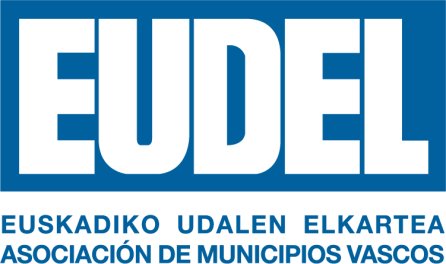 EUDEL
EUSKADIKO UDALEN ELKARTEA
ASOCIACIÓN DE MUNICIPIOS VASCOS